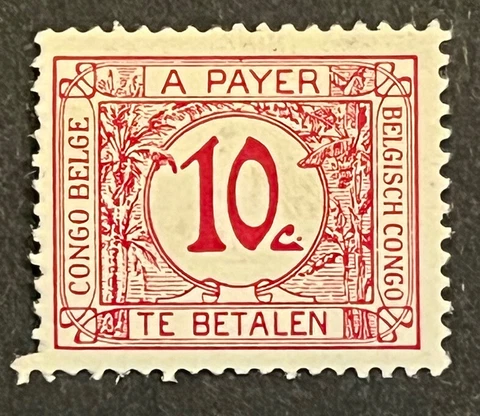 A PAYER
CONGO BELGE
10c.
BELGISCH CONGO
TE BETALEN